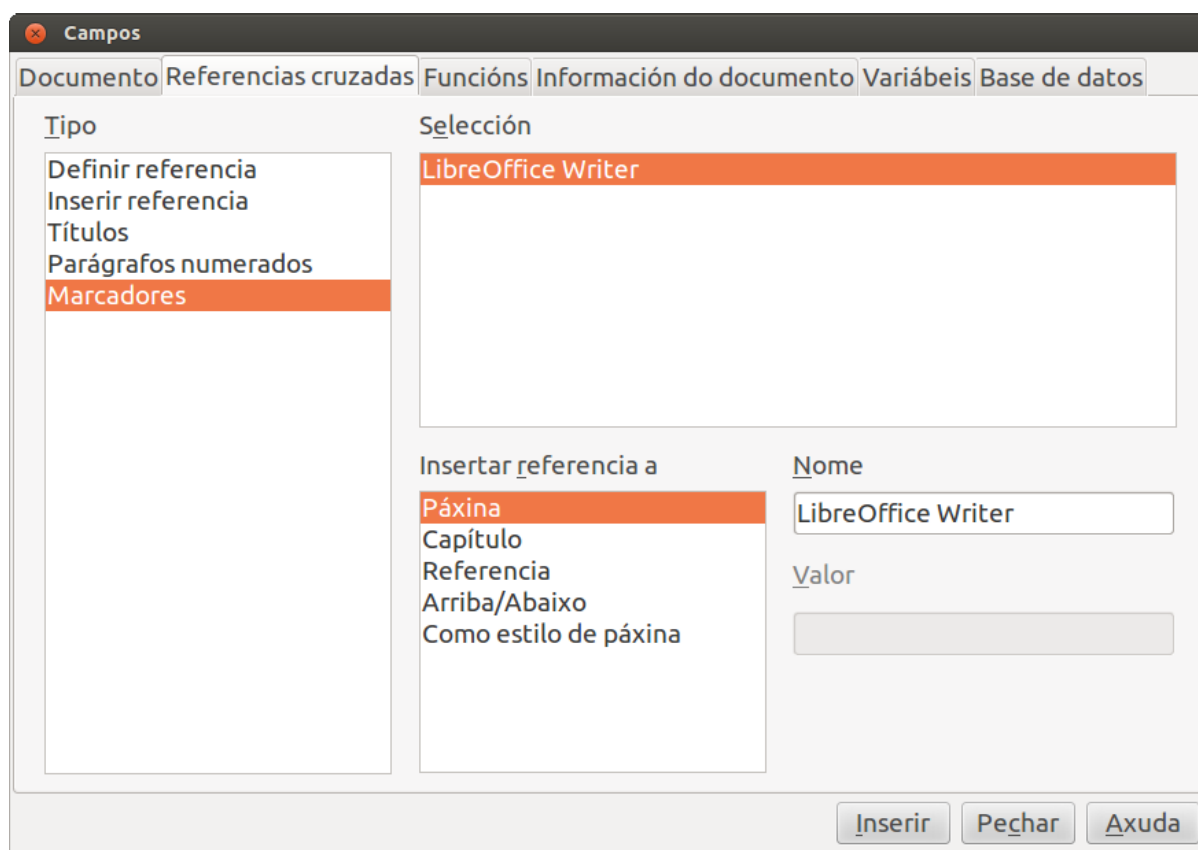 Campos
Documento Referencias cruzadas Funcións Información do documento Variábeis Base de datos
Tipo
Definir referencia
Inserir referencia
Títulos
Parágrafos numerados
Marcadores
Selección
LibreOffice Writer
Insertar referencia a
Páxina
Capítulo
Referencia
Arriba/Abaixo
Como estilo de páxina
Nome
LibreOffice Writer
Valor
Inserir Pechar Axuda